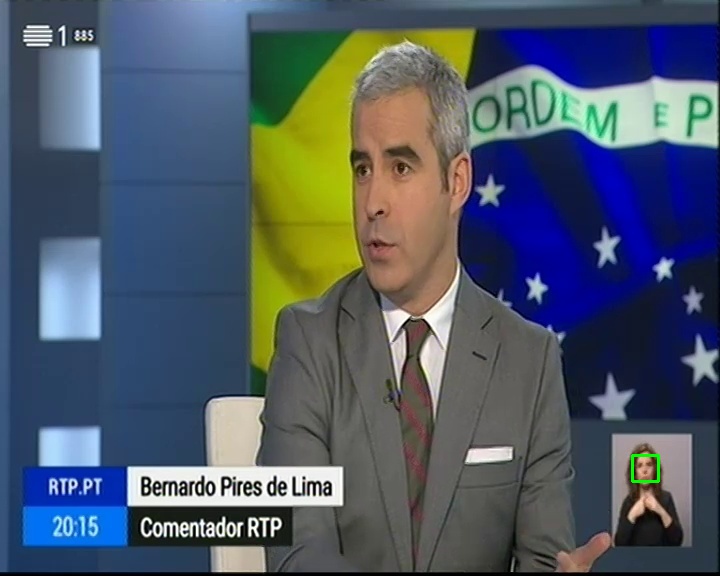 1 885
ORDEM E P
RTP.PT
Bernardo Pires de Lima
20:15
Comentador RTP